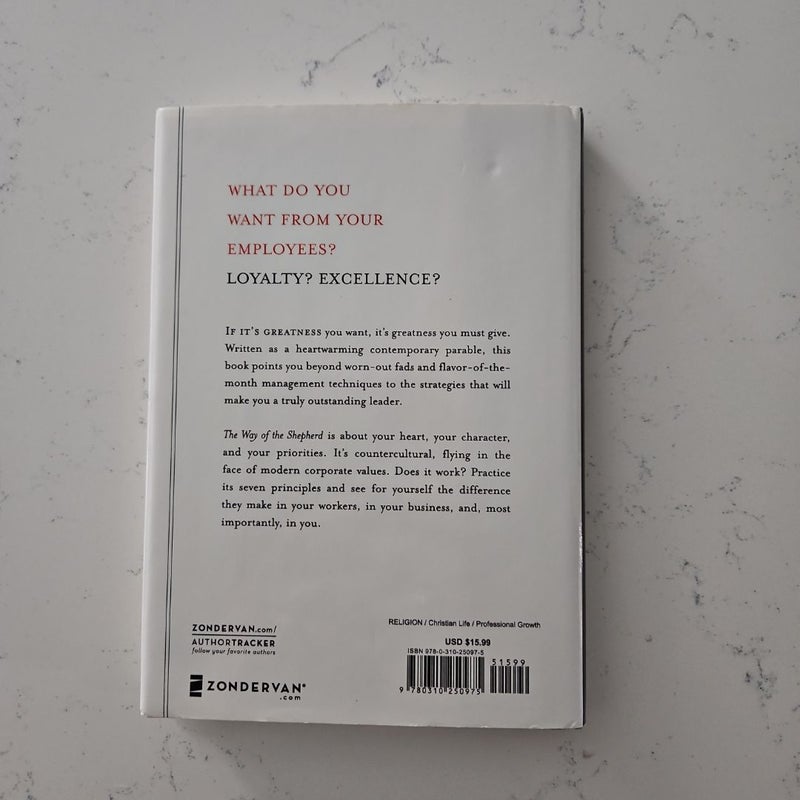 WHAT DO YOU
WANT FROM YOUR
EMPLOYEES?
LOYALTY? EXCELLENCE?
IF IT'S GREATNESS you want, it's greatness you must give.
Written as a heartwarming contemporary parable, this
book points you beyond worn-out fads and flavor-of-the-
month management techniques to the strategies that will
make you a truly outstanding leader.
The Way of the Shepherd is about your heart, your character,
and your priorities. It's countercultural, flying in the
face of modern corporate values. Does it work? Practice
its seven principles and see for yourself the difference
they make in your workers, in your business, and, most
importantly, in you.
ZONDERVAN.com/
AUTHORTRACKER
follow your favorite authors
ZONDERVAN®
.com
RELIGION / Christian Life / Professional Growth
USD $15.99
ISBN 978-0-310-25097-5
51599
9 780310 250975